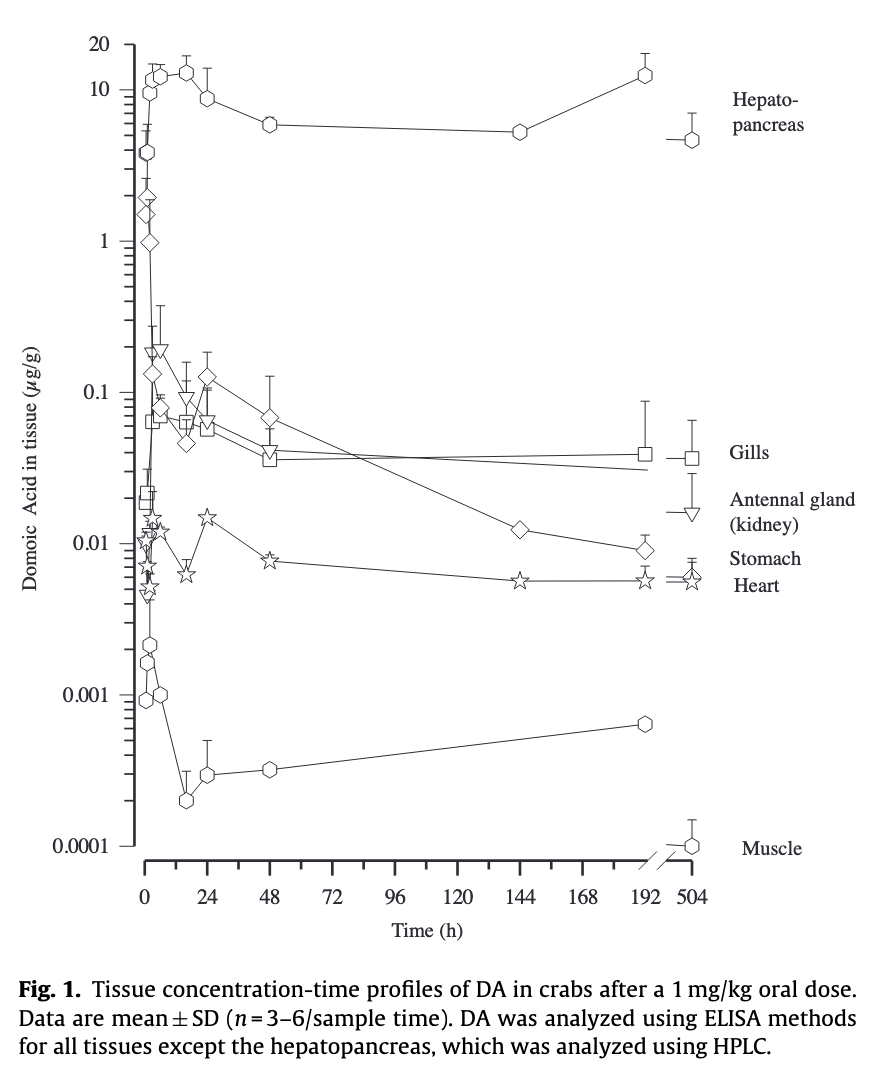 20
10
1
0.1
0.01
0.001
0.0001
Domoic Acid in tissue (µg/g)
Hepato-
pancreas
Gills
Antennal gland
(kidney)
Stomach
Heart
Muscle
0 24 48 72 96 120 144 168 192 504
Time (h)
Fig. 1. Tissue concentration-time profiles of DA in crabs after a 1 mg/kg oral dose.
Data are mean ± SD (n = 3–6/sample time). DA was analyzed using ELISA methods
for all tissues except the hepatopancreas, which was analyzed using HPLC.